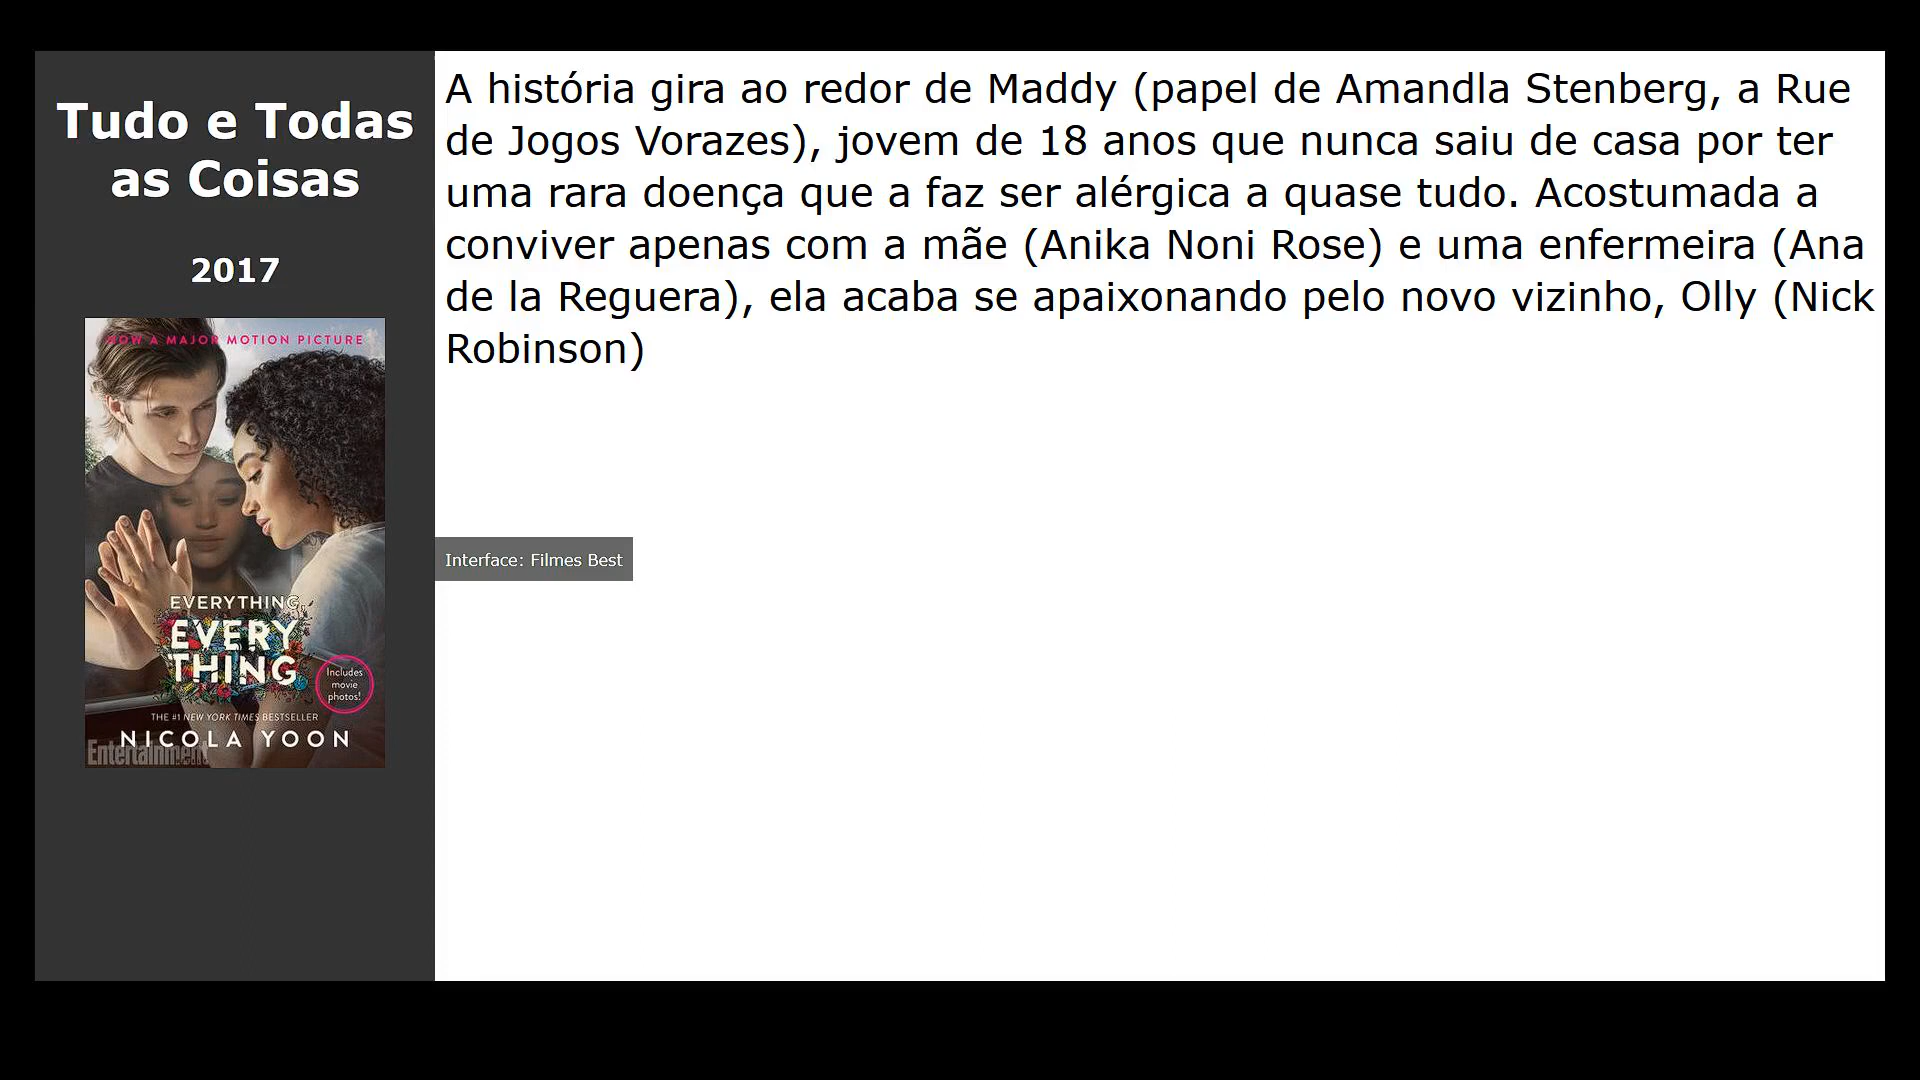 Tudo e Todas
as Coisas
2017
NOW A MAJOR MOTION PICTURE
EVERYTHING,
EVERY
THING
Includes
movie
photos!
THE #1 NEW YORK TIMES BESTSELLER
NICOLA YOON
Entertainment
A história gira ao redor de Maddy (papel de Amandla Stenberg, a Rue
de Jogos Vorazes), jovem de 18 anos que nunca saiu de casa por ter
uma rara doença que a faz ser alérgica a quase tudo. Acostumada a
conviver apenas com a mãe (Anika Noni Rose) e uma enfermeira (Ana
de la Reguera), ela acaba se apaixonando pelo novo vizinho, Olly (Nick
Robinson)
Interface: Filmes Best